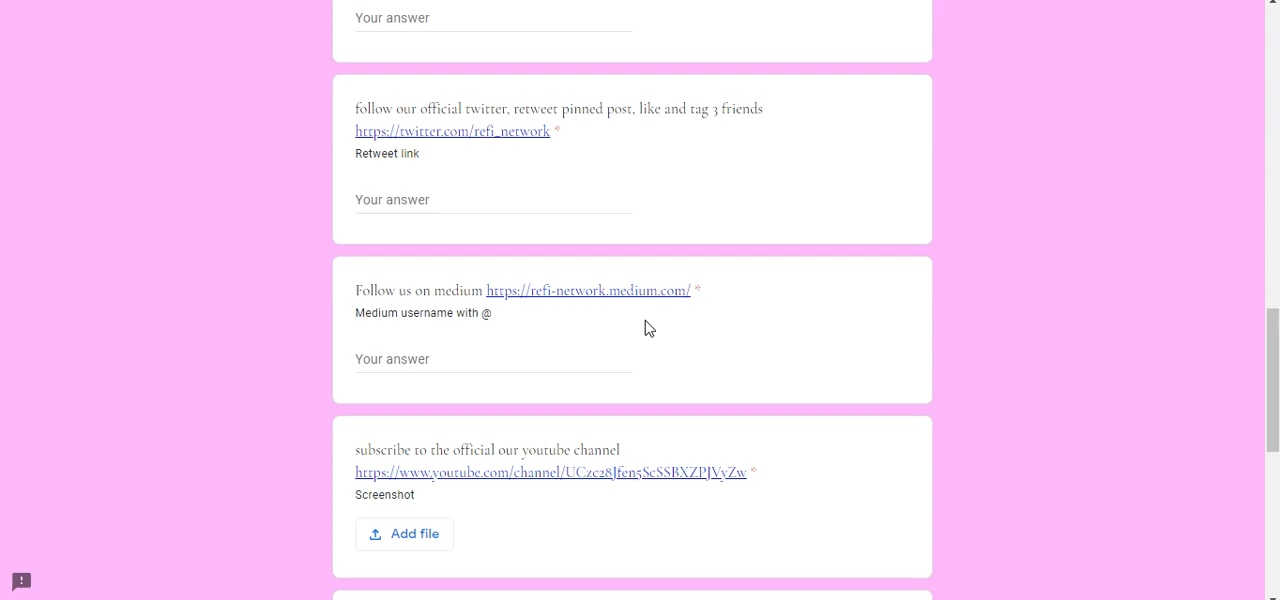 Your answer
follow our official twitter, retweet pinned post, like and tag 3 friends
https://twitter.com/refi_network *
Retweet link
Your answer
Follow us on medium https://refi-network.medium.com/ *
Medium username with @
Your answer
subscribe to the official our youtube channel
https://www.youtube.com/channel/UCzc28Jfen5ScSSBXZPJVyZw *
Screenshot
Add file